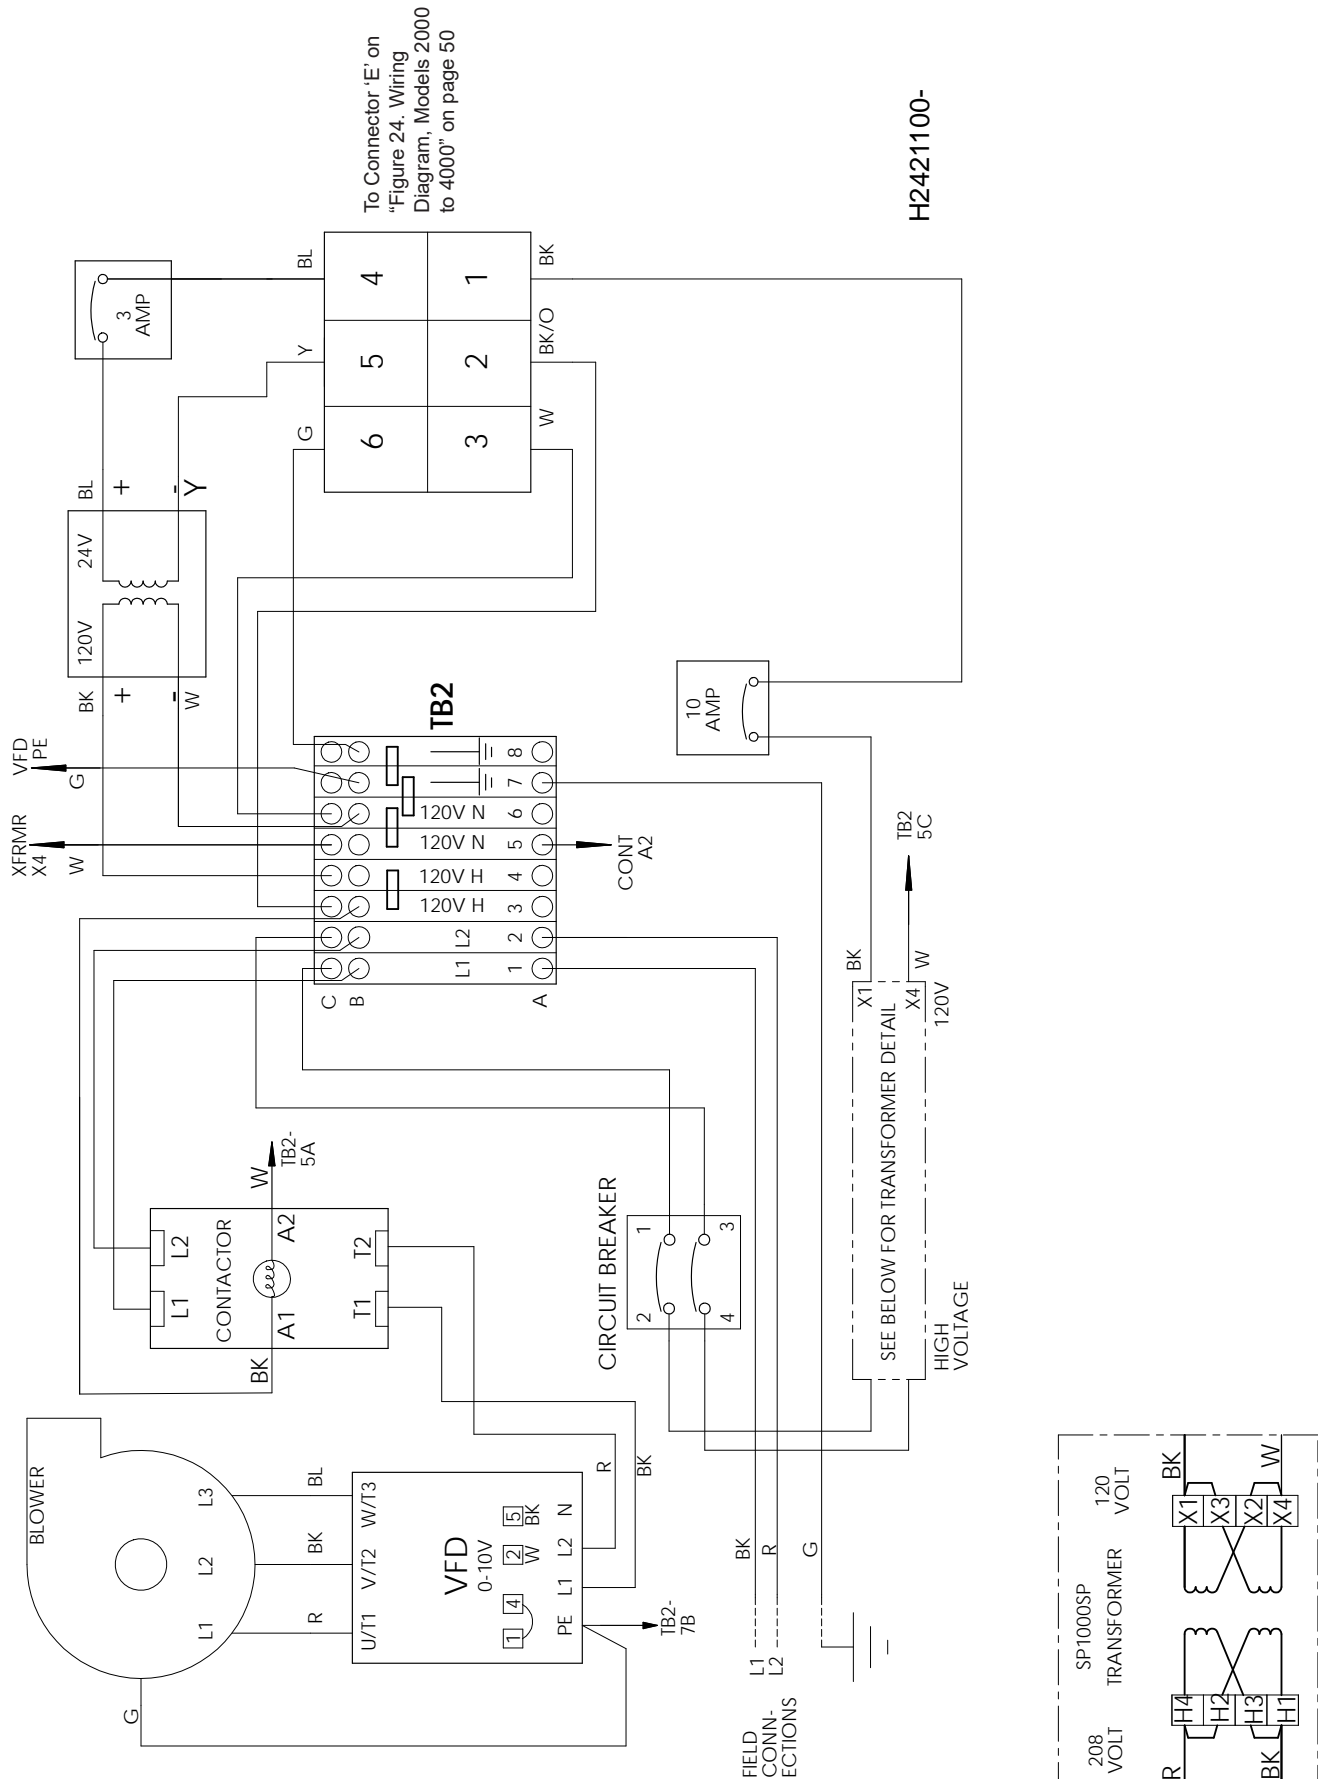 To Connector ‘E’ on
“Figure 24. Wiring
Diagram, Models 2000
to 4000” on page 50
H2421100-
BLOWER
L1
L2
L3
G
R
BK
BL
U/T1
V/T2
W/T3
VFD
0-10V
1
4
2
W
5
BK
PE
L1
L2
N
TB2-
7B
R
BK
CONTACTOR
L1
L2
A1
A2
T1
T2
BK
W
TB2-
5A
CIRCUIT BREAKER
2
1
4
3
FIELD
CONN-
ECTIONS
L1
L2
BK
R
G
SEE BELOW FOR TRANSFORMER DETAIL
HIGH
VOLTAGE
X1
X4
120V
BK
W
TB2
5C
10
AMP
XFRMR
X4
W
VFD
PE
G
TB2
C
B
A
L1
1
L2
2
120V H
3
120V H
4
120V N
5
120V N
6
7
8
CONT
A2
BK
+
-
W
120V
24V
BL
+
-
Y
3
AMP
G
Y
BL
6
5
4
3
2
1
W
BK/O
BK
208
VOLT
SP1000SP
TRANSFORMER
120
VOLT
R
BK
H4
H2
H3
H1
X1
X3
X2
X4
BK
W